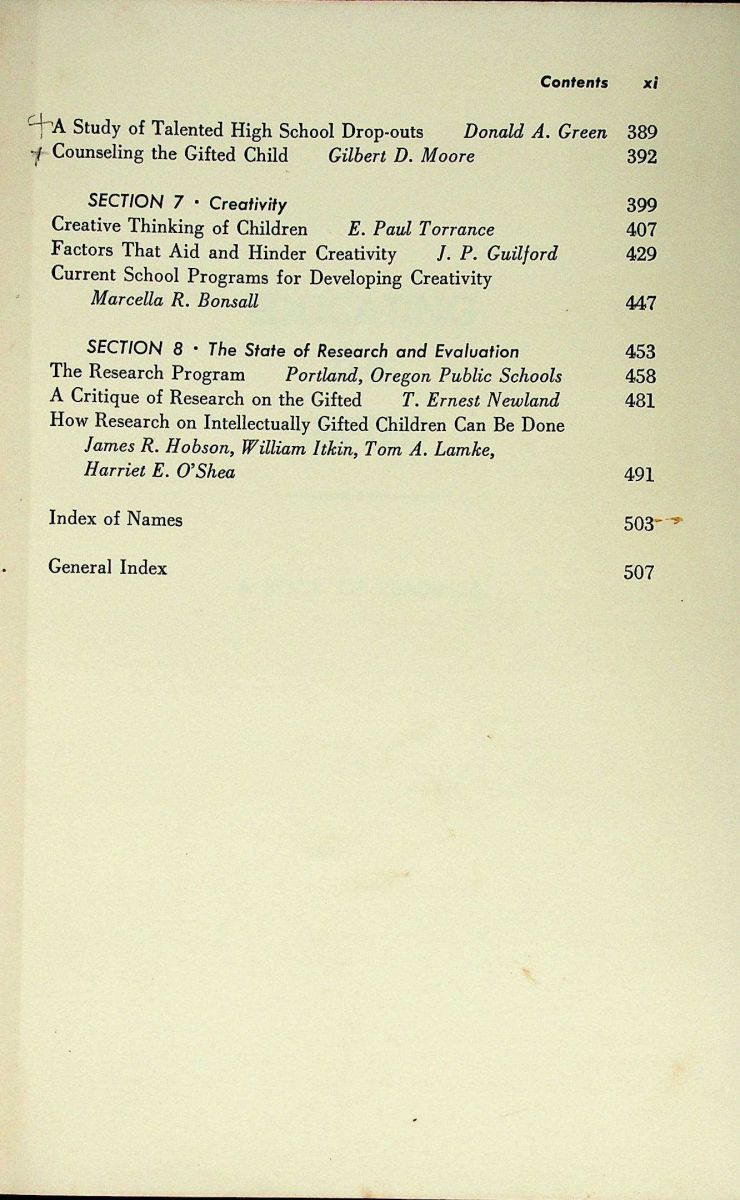 Contents xi
A Study of Talented High School Drop-outs Donald A. Green 389
Counseling the Gifted Child Gilbert D. Moore 392
SECTION 7 · Creativity 399
Creative Thinking of Children E. Paul Torrance 407
Factors That Aid and Hinder Creativity J. P. Guilford 429
Current School Programs for Developing Creativity
Marcella R. Bonsall 447
SECTION 8 · The State of Research and Evaluation 453
The Research Program Portland, Oregon Public Schools 458
A Critique of Research on the Gifted T. Ernest Newland 481
How Research on Intellectually Gifted Children Can Be Done
James R. Hobson, William Itkin, Tom A. Lamke,
Harriet E. O'Shea 491
Index of Names 503
General Index 507